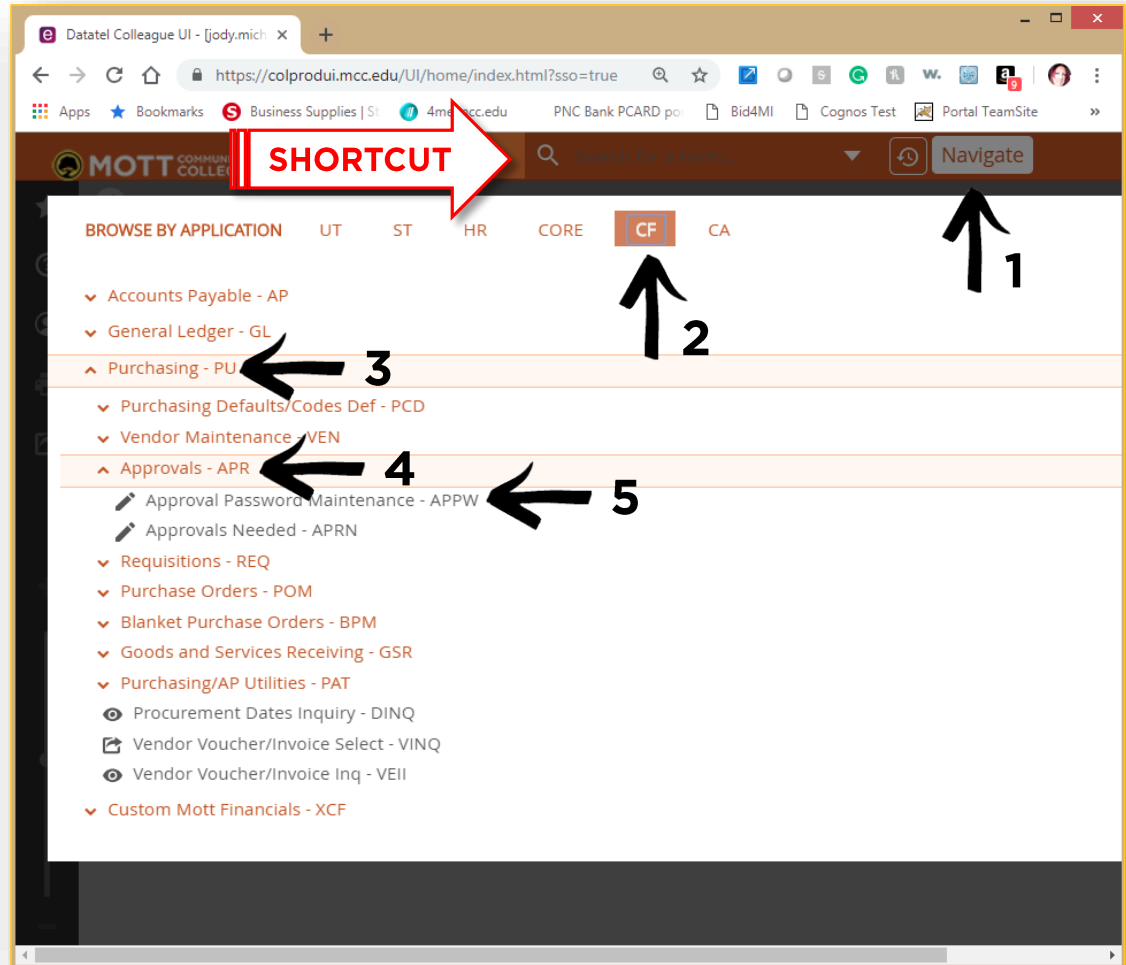 Datatel Colleague UI - [jody.mich
https://colprodui.mcc.edu/UI/home/index.html?sso=true
Apps Bookmarks Business Supplies | St 4me cc.edu PNC Bank PCARD po Bid4MI Cognos Test Portal TeamSite »
MOTT COMMUN COLLE SHORTCUT Navigate
BROWSE BY APPLICATION UT ST HR CORE CF CA
1
2
Accounts Payable - AP
General Ledger - GL
Purchasing - PU 3
Purchasing Defaults/Codes Def - PCD
Vendor Maintenance - VEN
Approvals - APR 4
Approval Password Maintenance - APPW 5
Approvals Needed - APRN
Requisitions - REQ
Purchase Orders - POM
Blanket Purchase Orders - BPM
Goods and Services Receiving - GSR
Purchasing/AP Utilities - PAT
Procurement Dates Inquiry - DINQ
Vendor Voucher/Invoice Select - VINQ
Vendor Voucher/Invoice Inq - VEII
Custom Mott Financials - XCF